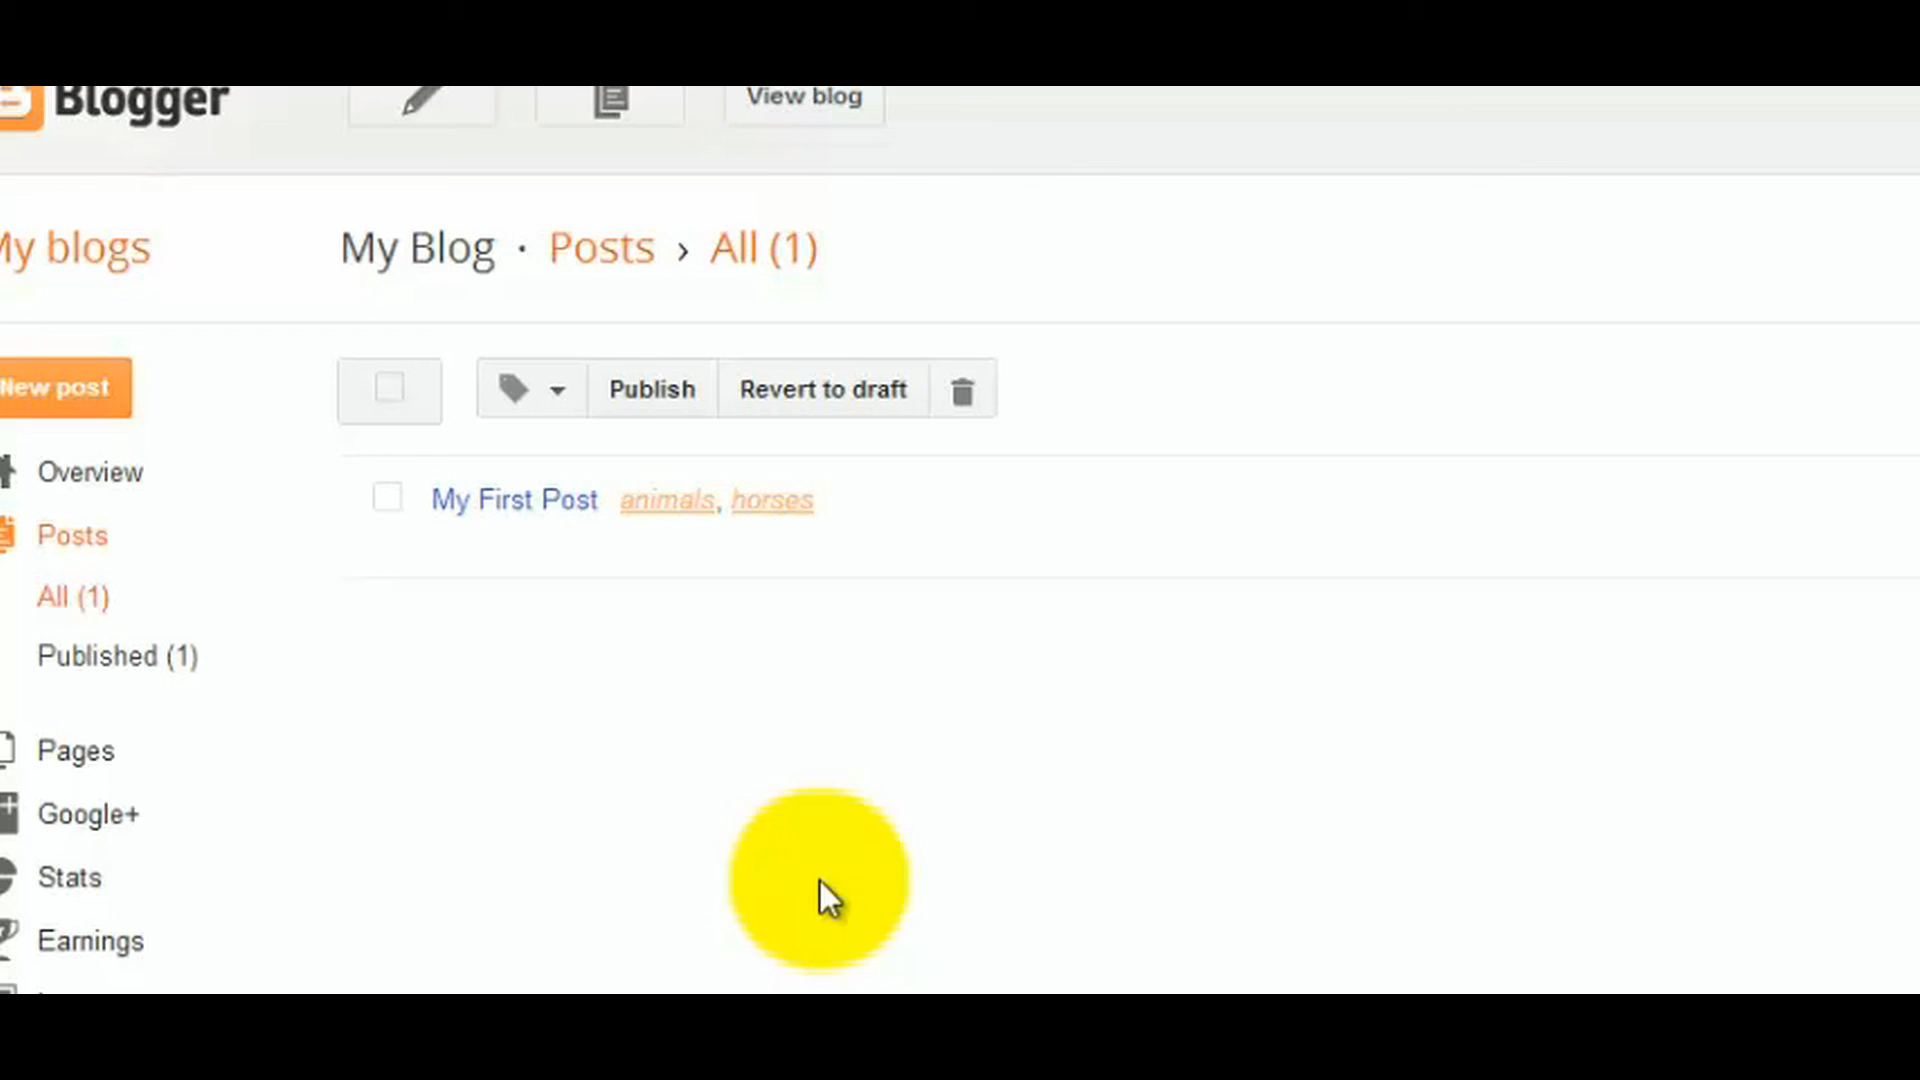 Blogger
View blog
My blogs
My Blog · Posts › All (1)
New post
Publish
Revert to draft
Overview
My First Post animals, horses
Posts
All (1)
Published (1)
Pages
Google+
Stats
Earnings